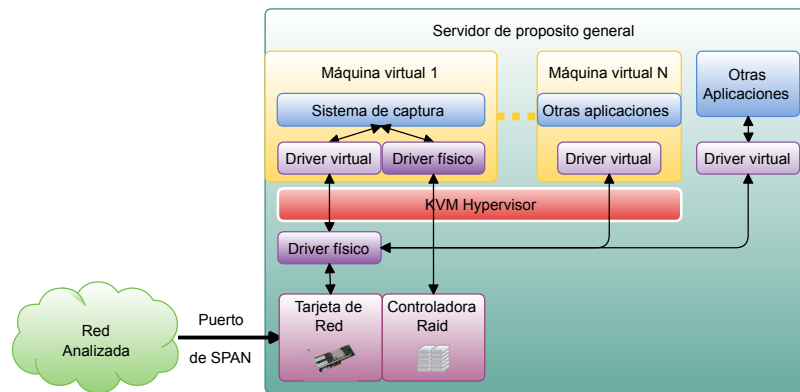 Servidor de proposito general
Máquina virtual 1
Máquina virtual N
Otras
Aplicaciones
Sistema de captura
Otras aplicaciones
Driver virtual
Driver físico
Driver virtual
Driver virtual
KVM Hypervisor
Driver físico
Tarjeta de
Red
Controladora
Raid
Red
Analizada
Puerto
de SPAN